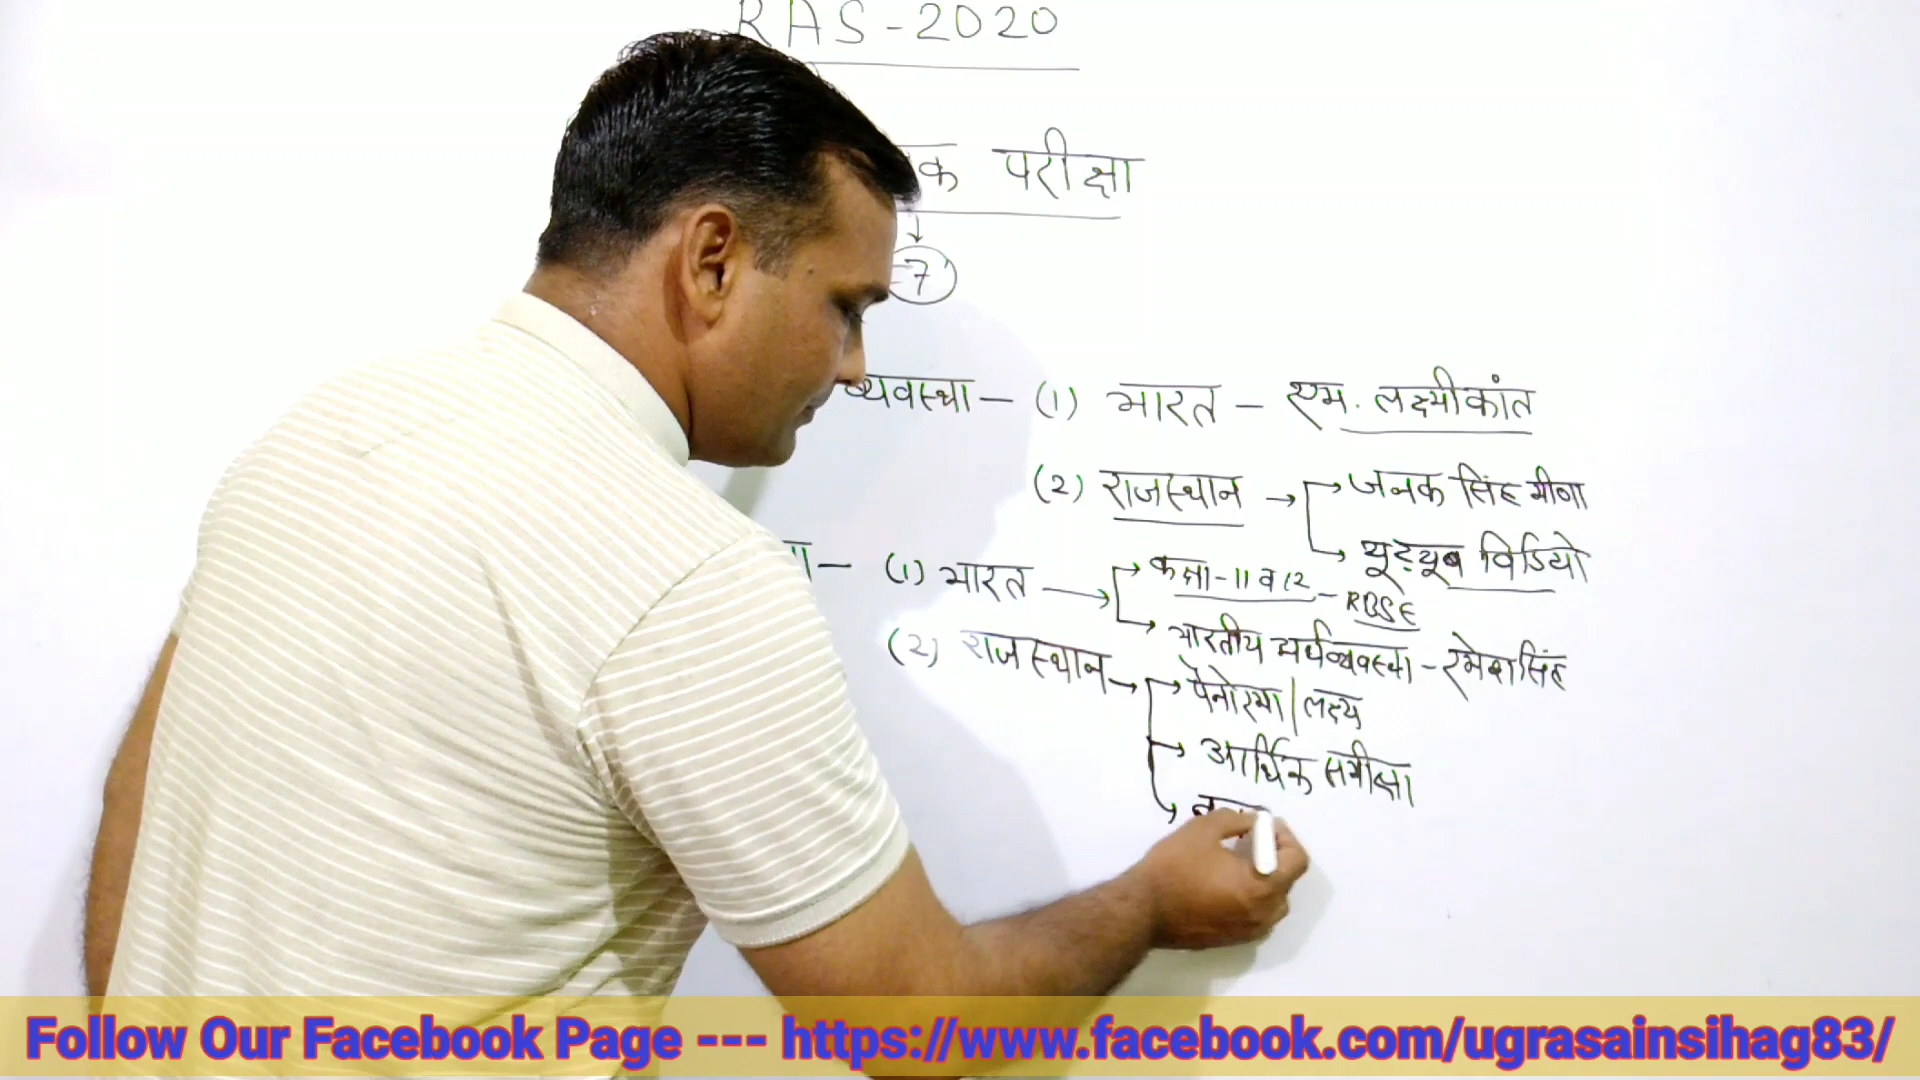 RAS-2020
क परीक्षा
↓
-7
व्यवस्था - (1) भारत - एम. लक्ष्मीकांत
(2) राजस्थान → जनक सिंह मीणा
→ यूट्यूब विडियो
- (1) भारत → कक्षा-11 व 12 - RBSE
→ भारतीय अर्थव्यवस्था - रमेश सिंह
(2) राजस्थान → पैनोरमा | लक्ष्य
→ आर्थिक समीक्षा
Follow Our Facebook Page --- https://www.facebook.com/ugrasainsihag83/